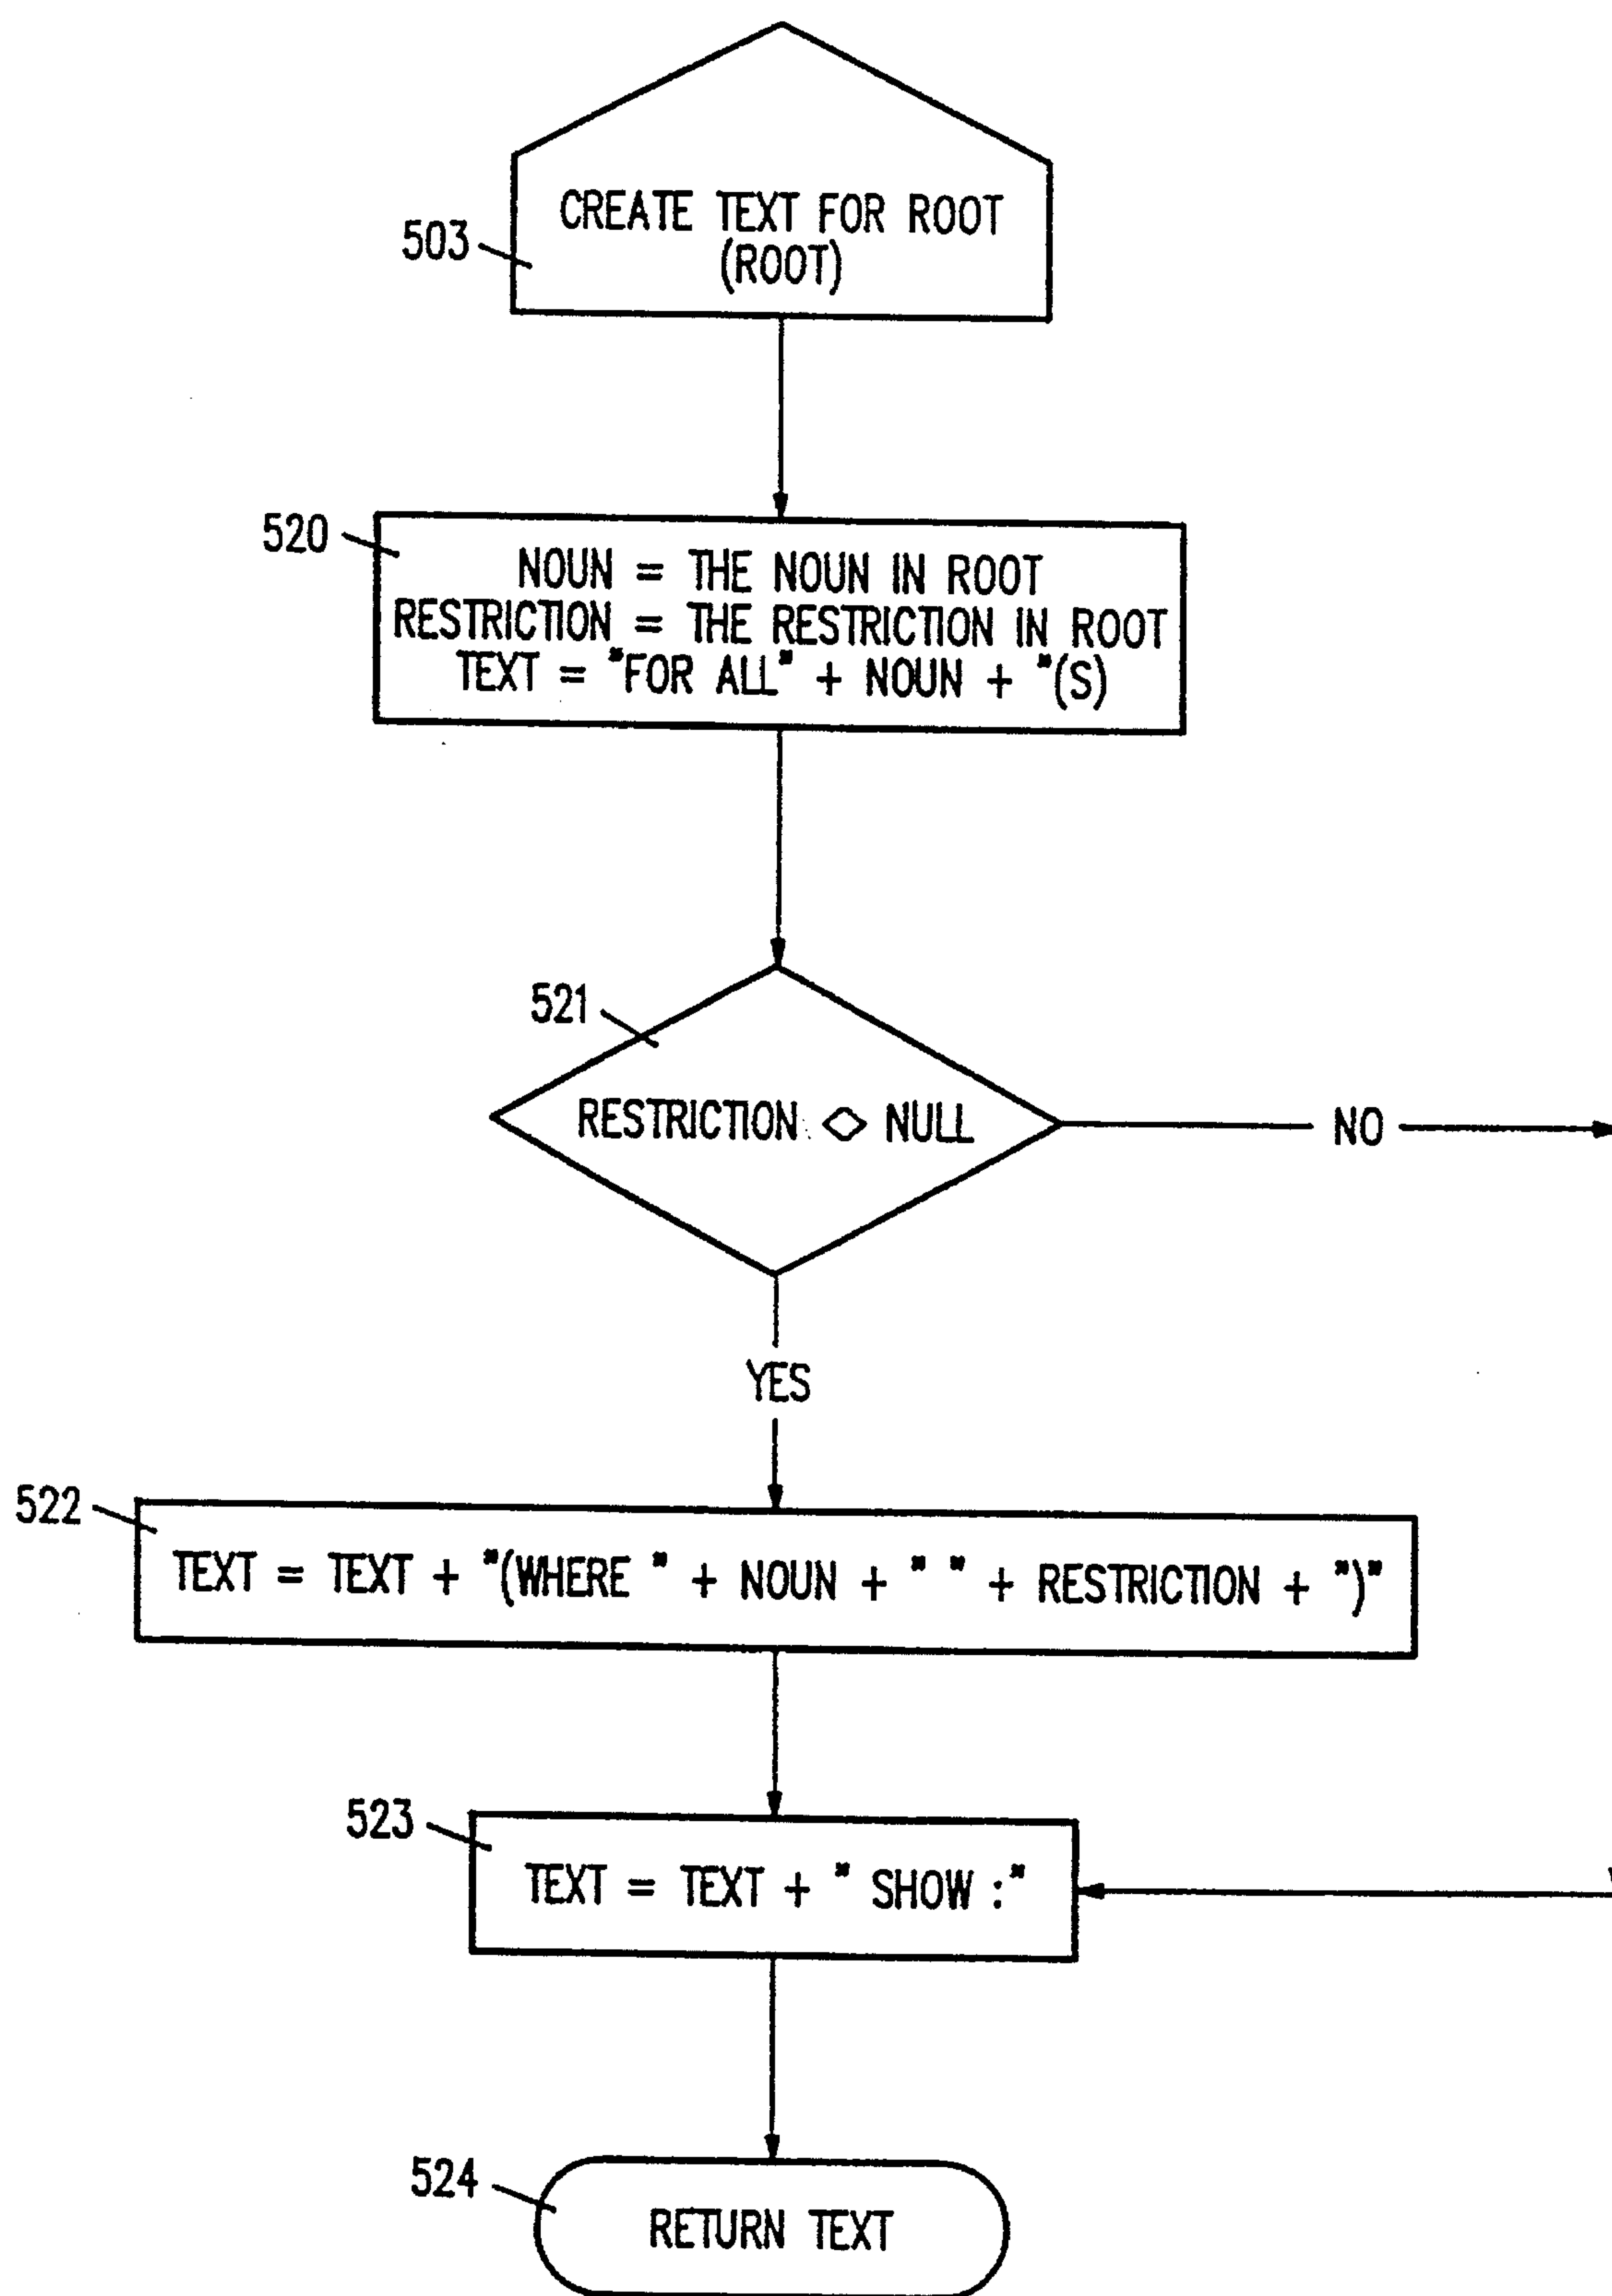 CREATE TEXT FOR ROOT
(ROOT)
503
520
NOUN = THE NOUN IN ROOT
RESTRICTION = THE RESTRICTION IN ROOT
TEXT = "FOR ALL" + NOUN + "(S)
521
RESTRICTION <> NULL
NO
YES
522
TEXT = TEXT + "(WHERE " + NOUN + " " + RESTRICTION + ")"
523
TEXT = TEXT + " SHOW :"
524
RETURN TEXT